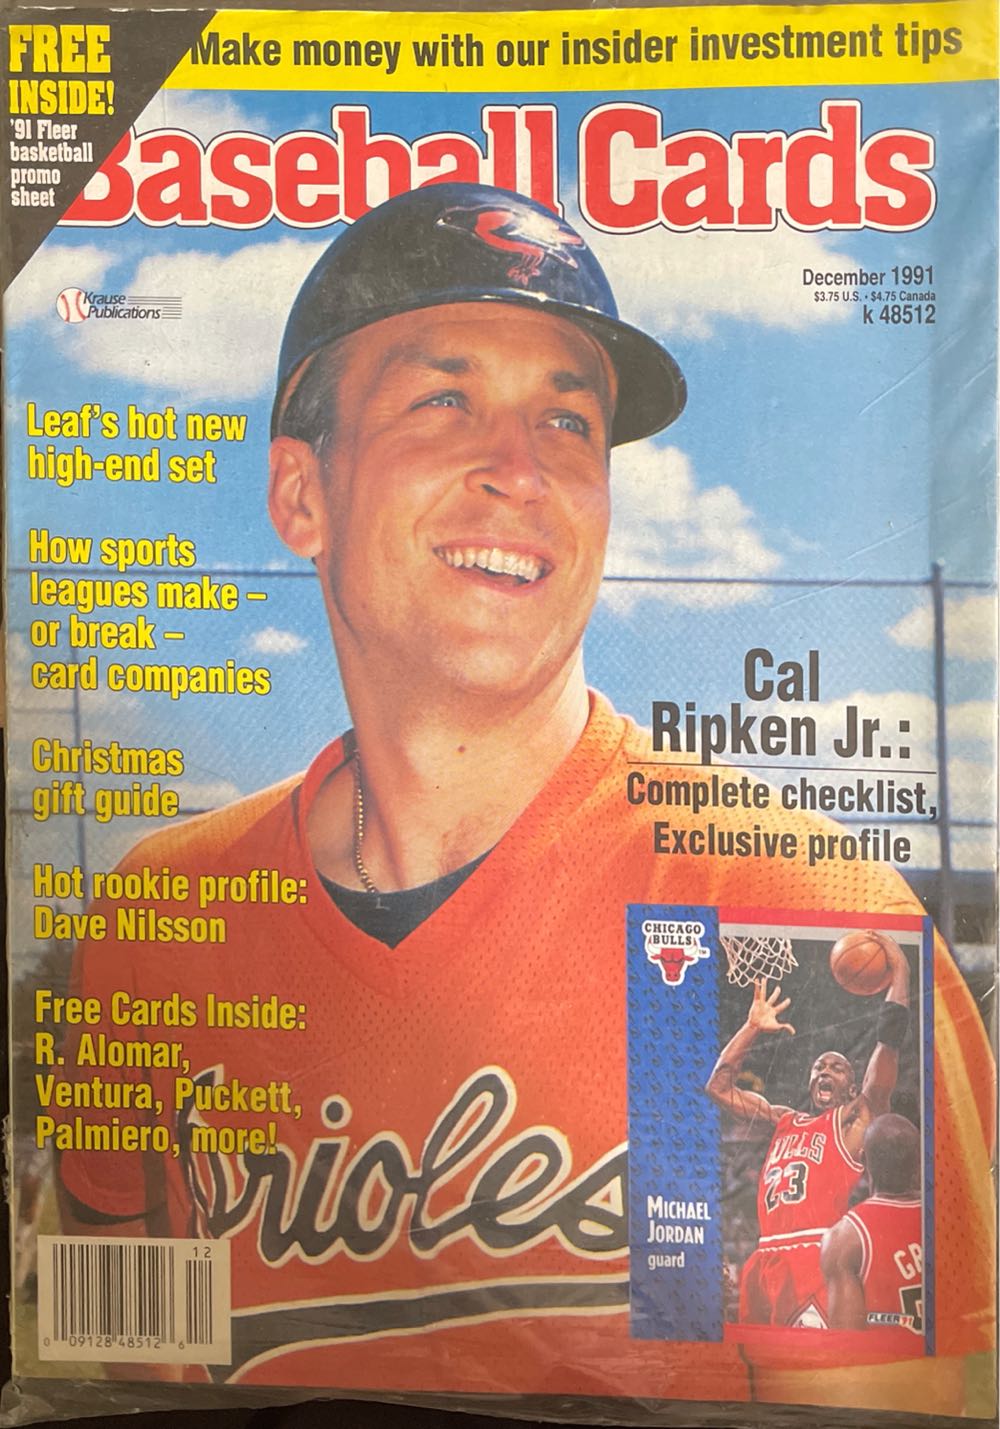 FREE
INSIDE!
'91 Fleer
basketball
promo
sheet
Make money with our insider investment tips
Baseball Cards
December 1991
$3.75 U.S. • $4.75 Canada
k 48512
Krause
Publications
Leaf's hot new
high-end set
How sports
leagues make –
or break –
card companies
Christmas
gift guide
Hot rookie profile:
Dave Nilsson
Free Cards Inside:
R. Alomar,
Ventura, Puckett,
Palmiero, more!
Cal
Ripken Jr.:
Complete checklist,
Exclusive profile
Orioles
CHICAGO
BULLS
TM
BULLS
23
MICHAEL
JORDAN
guard
GR
FLEER '91
12
0 09128 48512 6